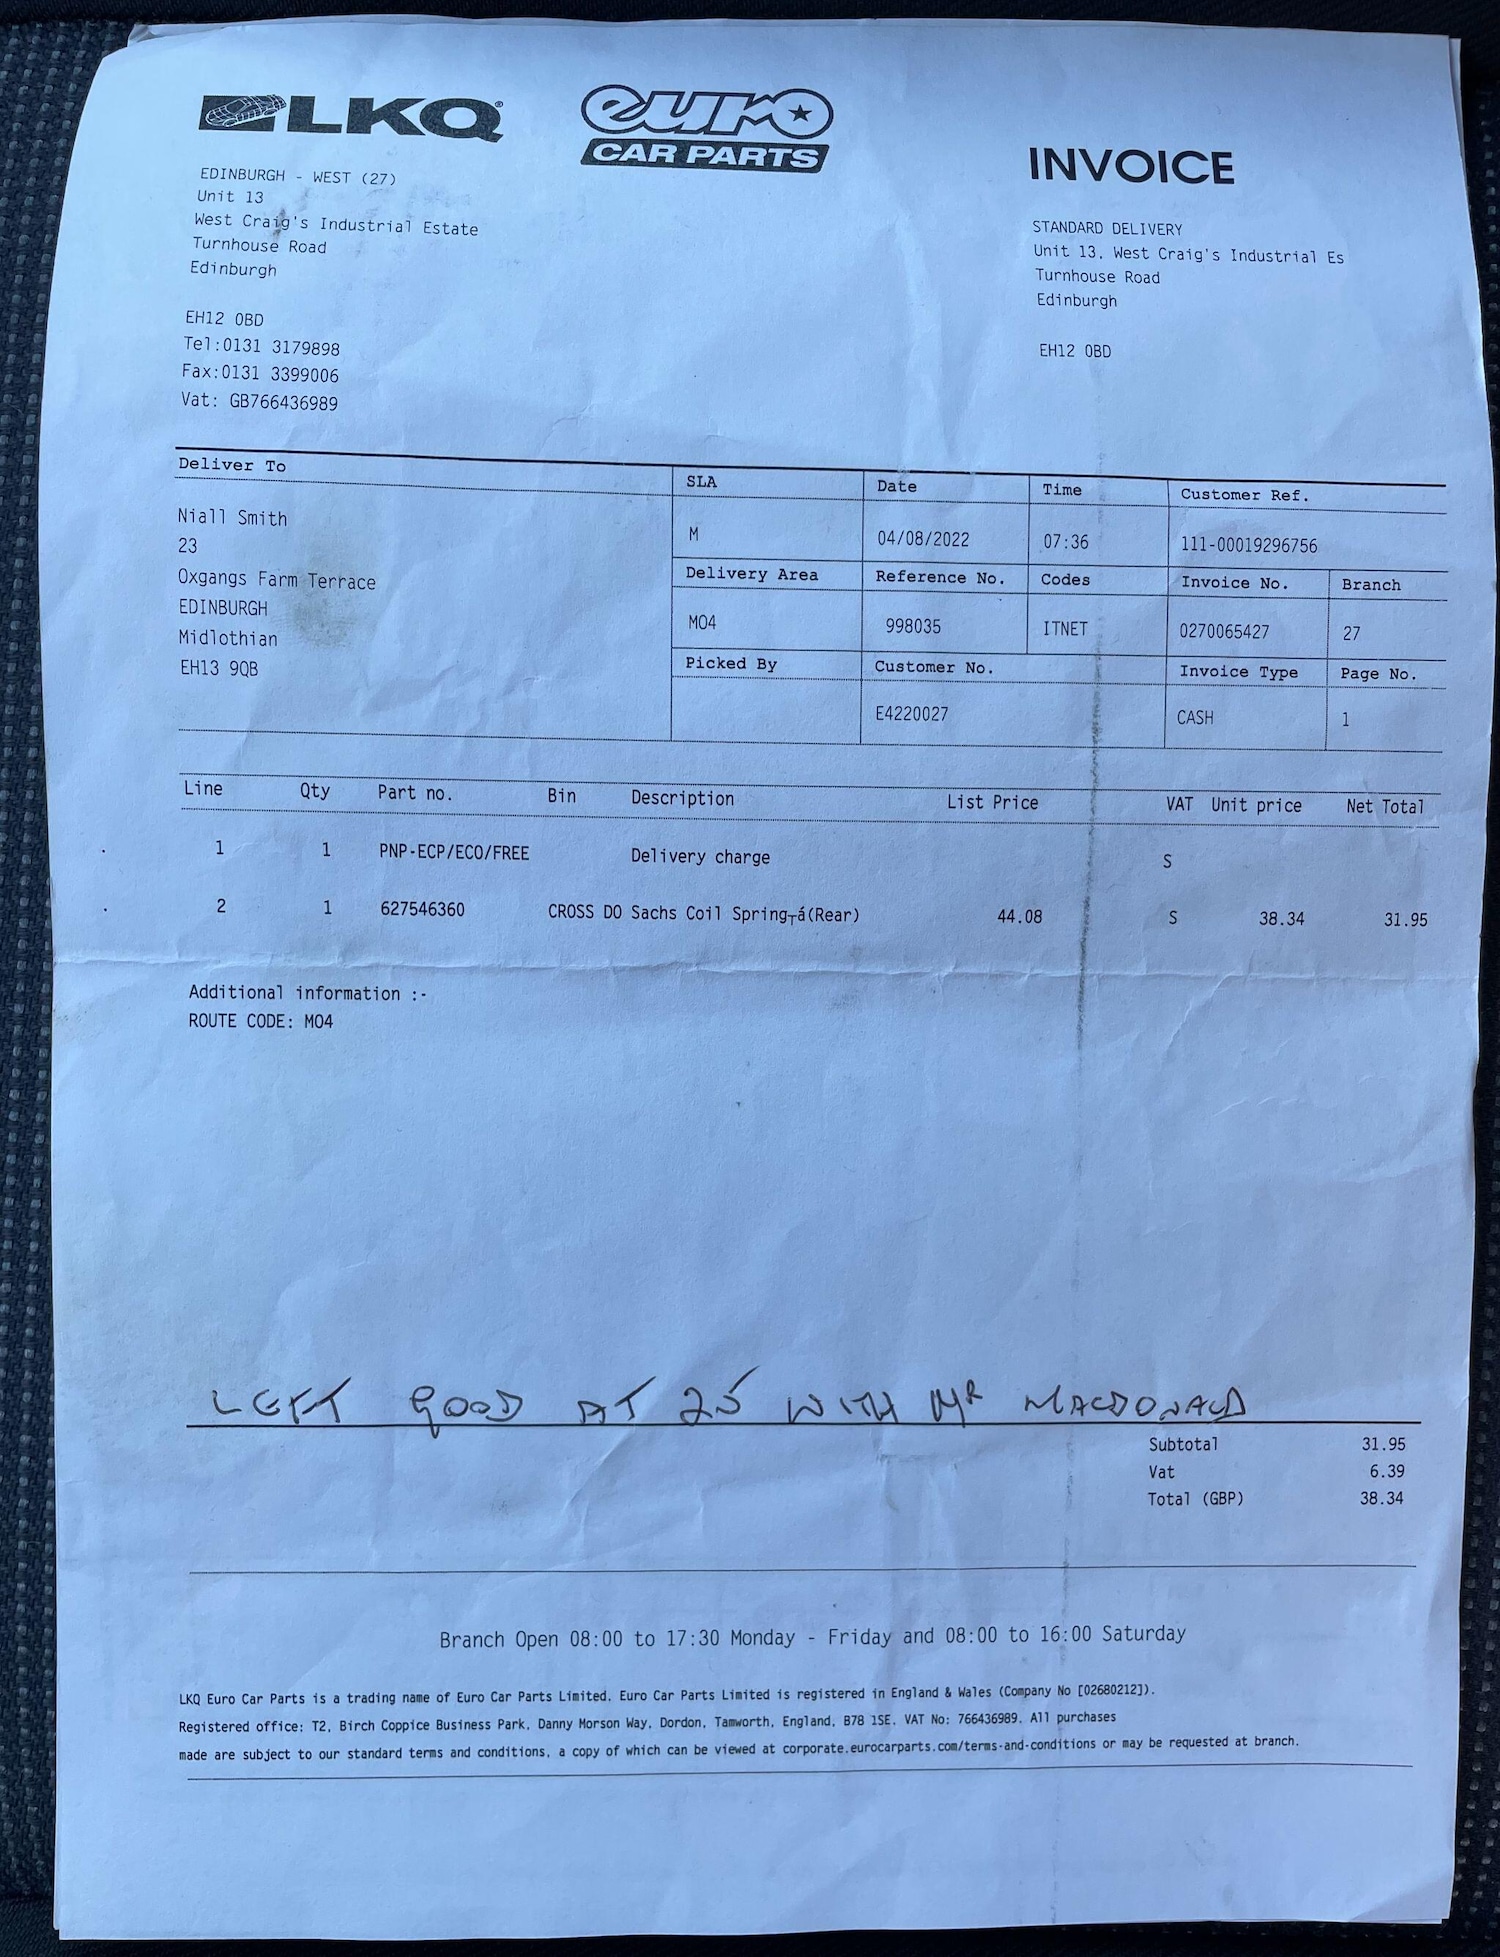 LKQ
euro
CAR PARTS
INVOICE
EDINBURGH - WEST (27)
Unit 13
West Craig's Industrial Estate
Turnhouse Road
Edinburgh
EH12 0BD
Tel:0131 3179898
Fax:0131 3399006
Vat: GB766436989
STANDARD DELIVERY
Unit 13, West Craig's Industrial Es
Turnhouse Road
Edinburgh
EH12 0BD
Deliver To
Niall Smith
23
Oxgangs Farm Terrace
EDINBURGH
Midlothian
EH13 9QB
SLA Date Time Customer Ref.
M 04/08/2022 07:36 111-00019296756
Delivery Area Reference No. Codes Invoice No. Branch
M04 998035 ITNET 0270065427 27
Picked By Customer No. Invoice Type Page No.
E4220027 CASH 1
Line Qty Part no. Bin Description List Price VAT Unit price Net Total
1 1 PNP-ECP/ECO/FREE Delivery charge S
2 1 627546360 CROSS DO Sachs Coil Spring┬á(Rear) 44.08 S 38.34 31.95
Additional information :-
ROUTE CODE: M04
LEFT GOOD AT 25 WITH MR MACDONALD
Subtotal 31.95
Vat 6.39
Total (GBP) 38.34
Branch Open 08:00 to 17:30 Monday - Friday and 08:00 to 16:00 Saturday
LKQ Euro Car Parts is a trading name of Euro Car Parts Limited. Euro Car Parts Limited is registered in England & Wales (Company No [02680212]).
Registered office: T2, Birch Coppice Business Park, Danny Morson Way, Dordon, Tamworth, England, B78 1SE. VAT No: 766436989. All purchases
made are subject to our standard terms and conditions, a copy of which can be viewed at corporate.eurocarparts.com/terms-and-conditions or may be requested at branch.